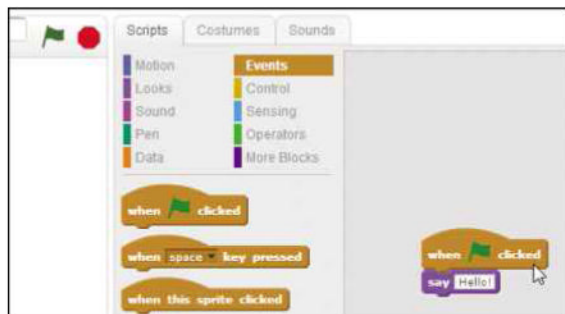 Scripts Costumes Sounds
Motion Events
Looks Control
Sound Sensing
Pen Operators
Data More Blocks
when clicked
when space key pressed
when this sprite clicked
when clicked
say Hello!